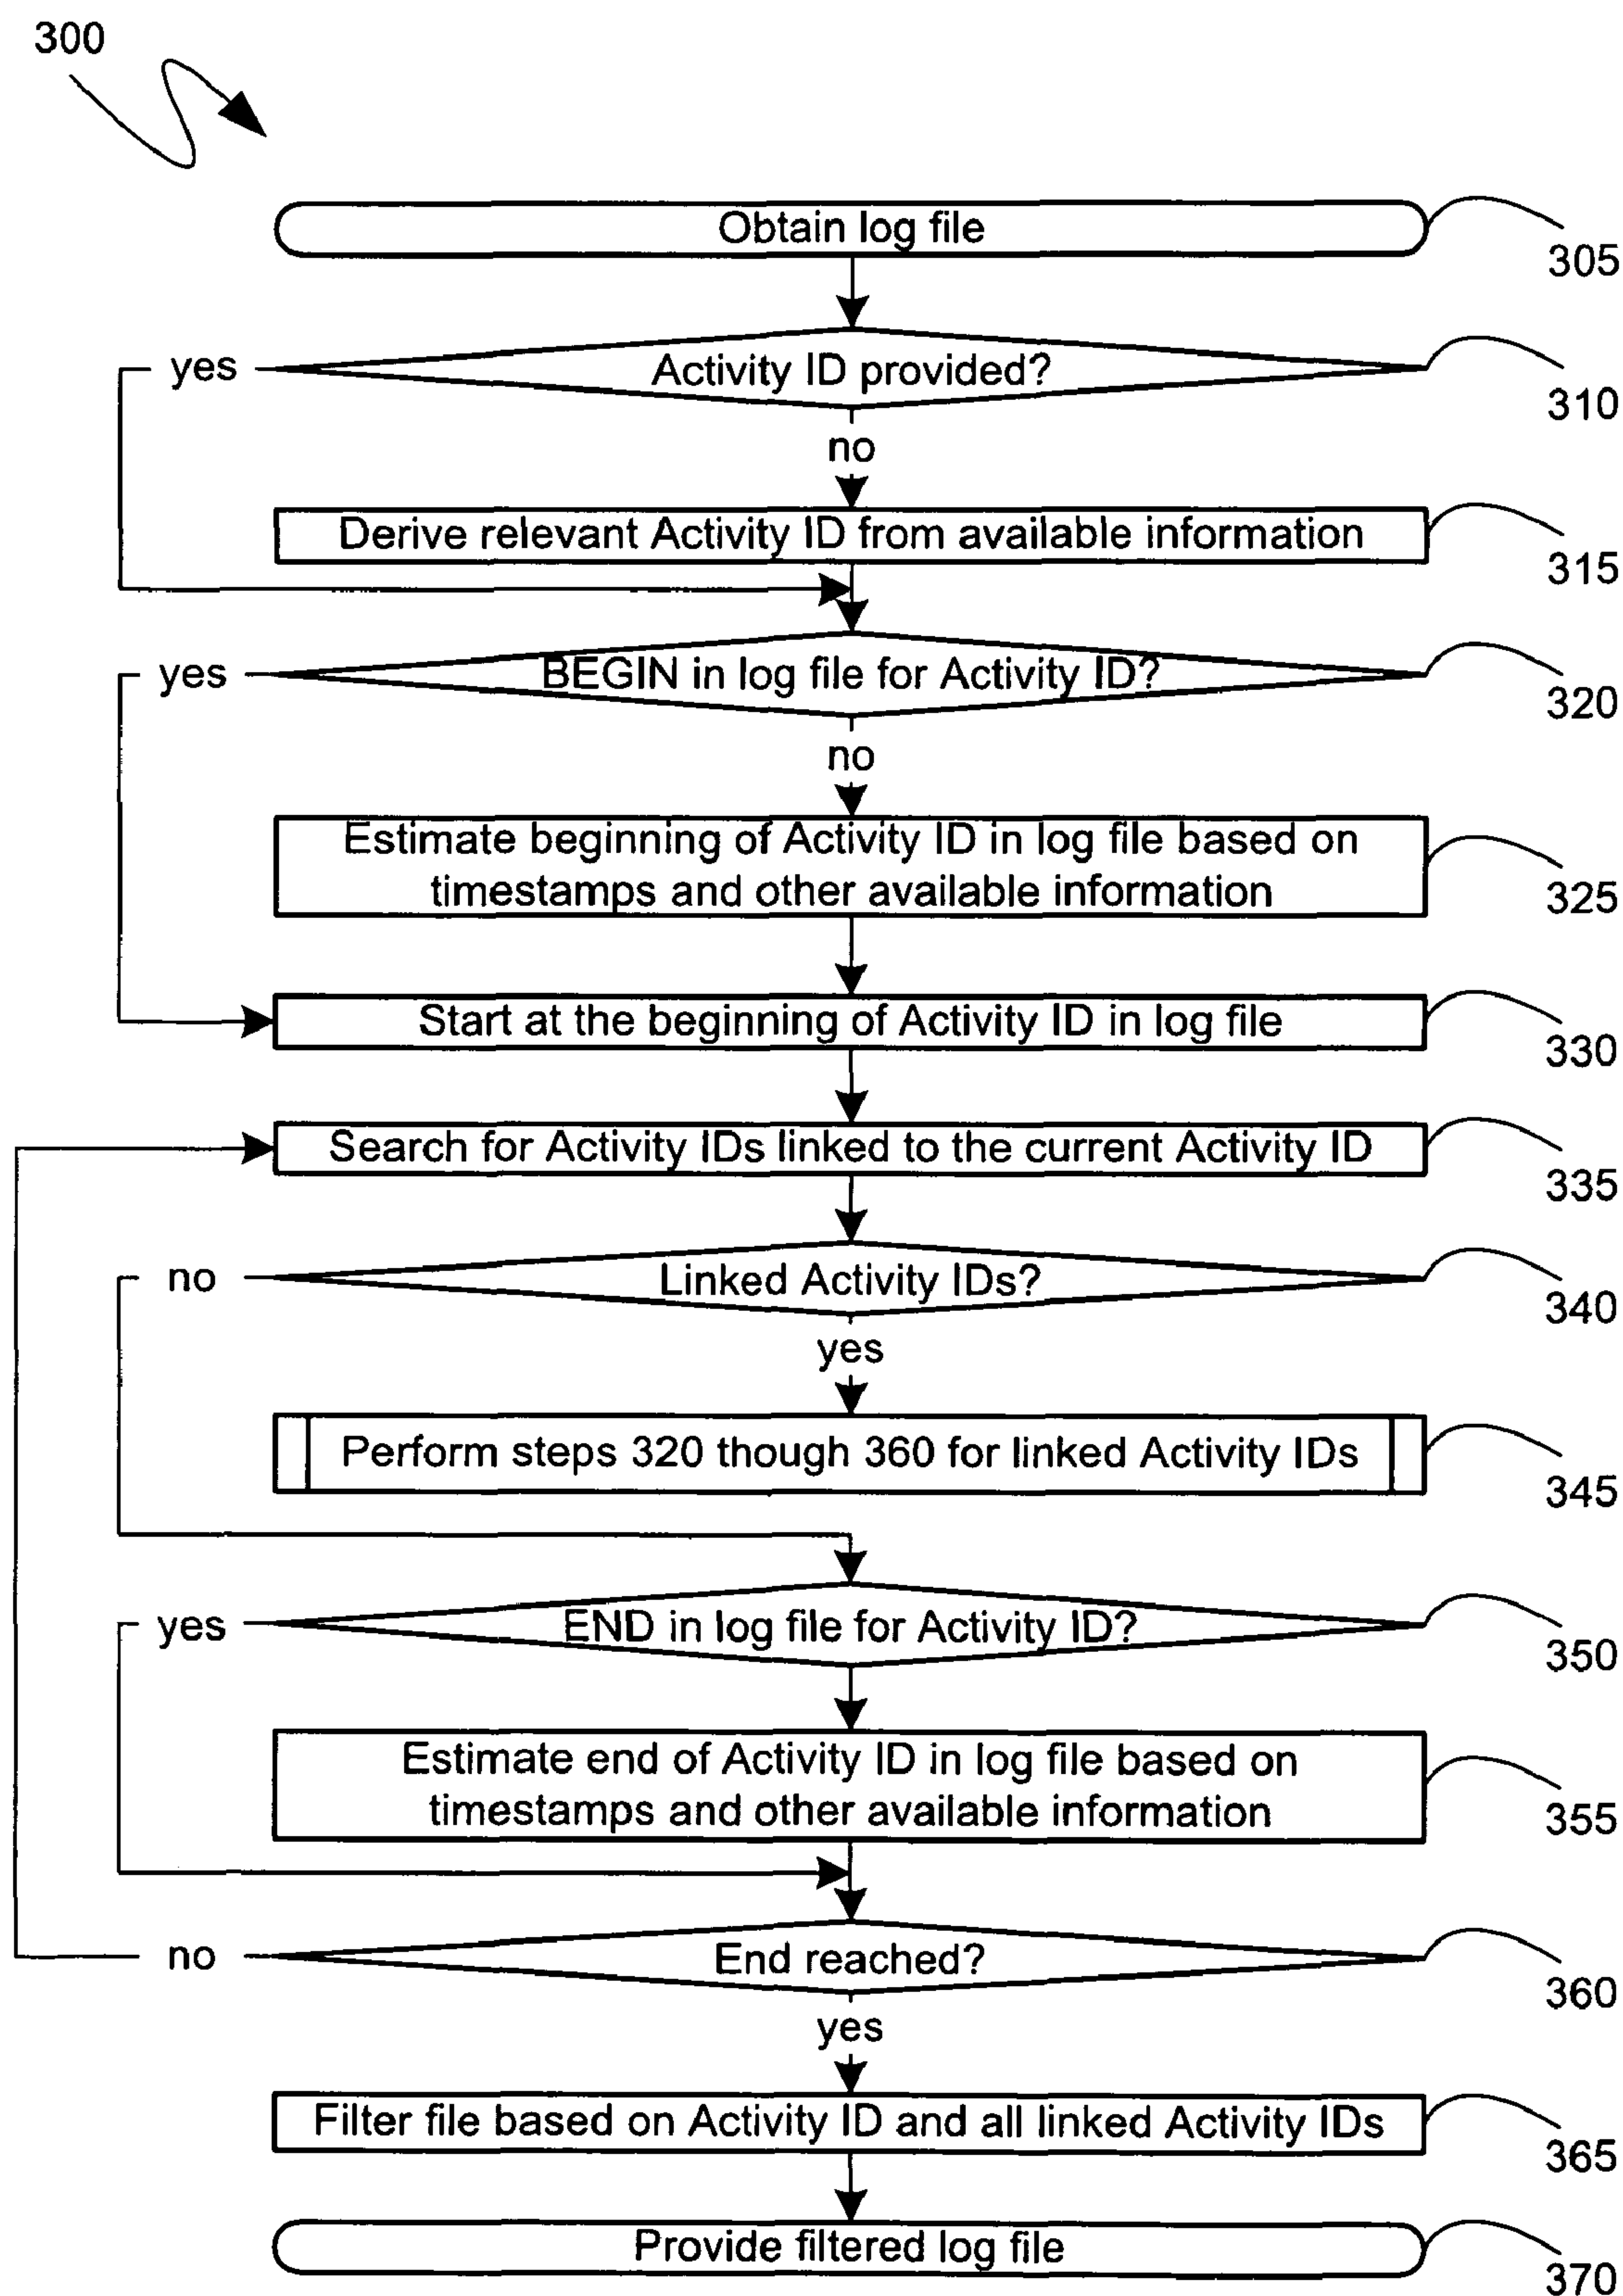 300
Obtain log file
305
yes
Activity ID provided?
310
no
Derive relevant Activity ID from available information
315
yes
BEGIN in log file for Activity ID?
320
no
Estimate beginning of Activity ID in log file based on
timestamps and other available information
325
Start at the beginning of Activity ID in log file
330
Search for Activity IDs linked to the current Activity ID
335
no
Linked Activity IDs?
340
yes
Perform steps 320 though 360 for linked Activity IDs
345
yes
END in log file for Activity ID?
350
Estimate end of Activity ID in log file based on
timestamps and other available information
355
no
End reached?
360
yes
Filter file based on Activity ID and all linked Activity IDs
365
Provide filtered log file
370